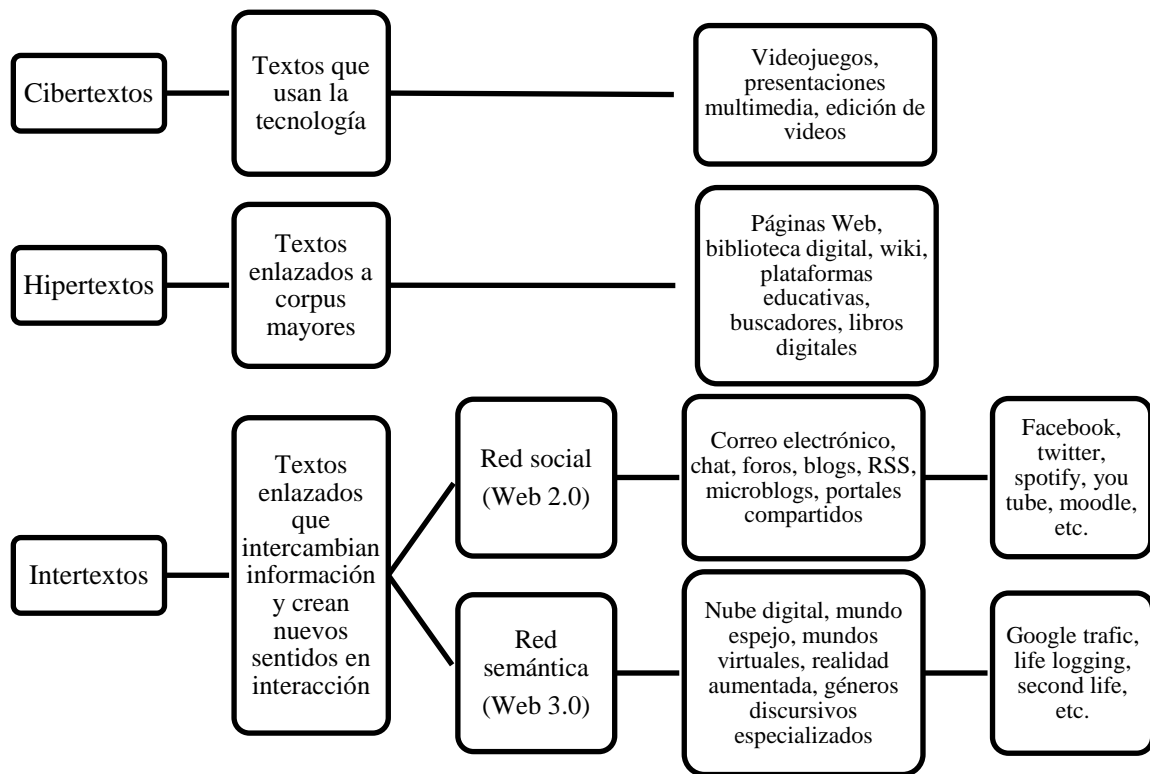 Cibertextos
Textos que
usan la
tecnología
Videojuegos,
presentaciones
multimedia, edición de
videos
Hipertextos
Textos
enlazados a
corpus
mayores
Páginas Web,
biblioteca digital, wiki,
plataformas
educativas,
buscadores, libros
digitales
Intertextos
Textos
enlazados
que
intercambian
información
y crean
nuevos
sentidos en
interacción
Red social
(Web 2.0)
Correo electrónico,
chat, foros, blogs, RSS,
microblogs, portales
compartidos
Facebook,
twitter,
spotify, you
tube, moodle,
etc.
Red
semántica
(Web 3.0)
Nube digital, mundo
espejo, mundos
virtuales, realidad
aumentada, géneros
discursivos
especializados
Google trafic,
life logging,
second life,
etc.